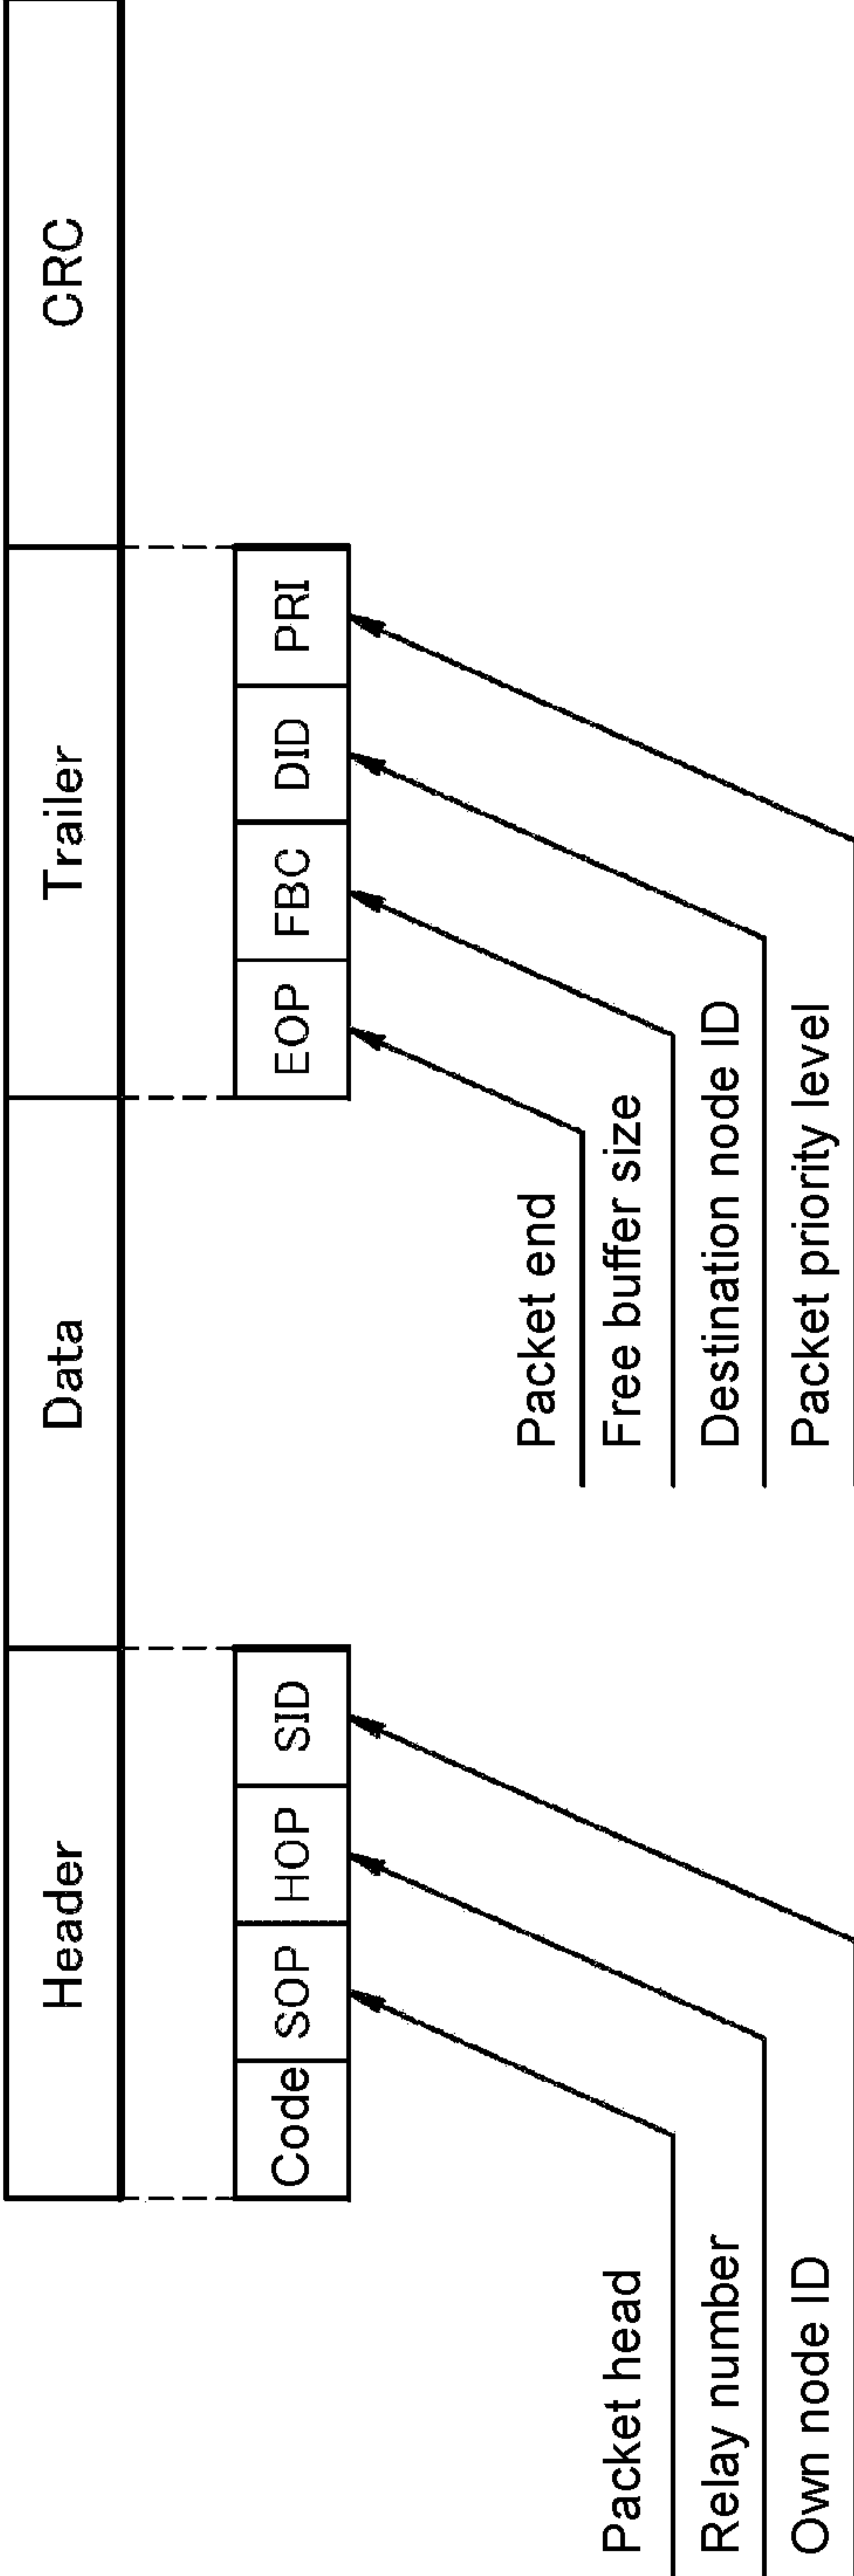 Header
Data
Trailer
CRC
Code
SOP
HOP
SID
EOP
FBC
DID
PRI
Packet head
Relay number
Own node ID
Packet end
Free buffer size
Destination node ID
Packet priority level